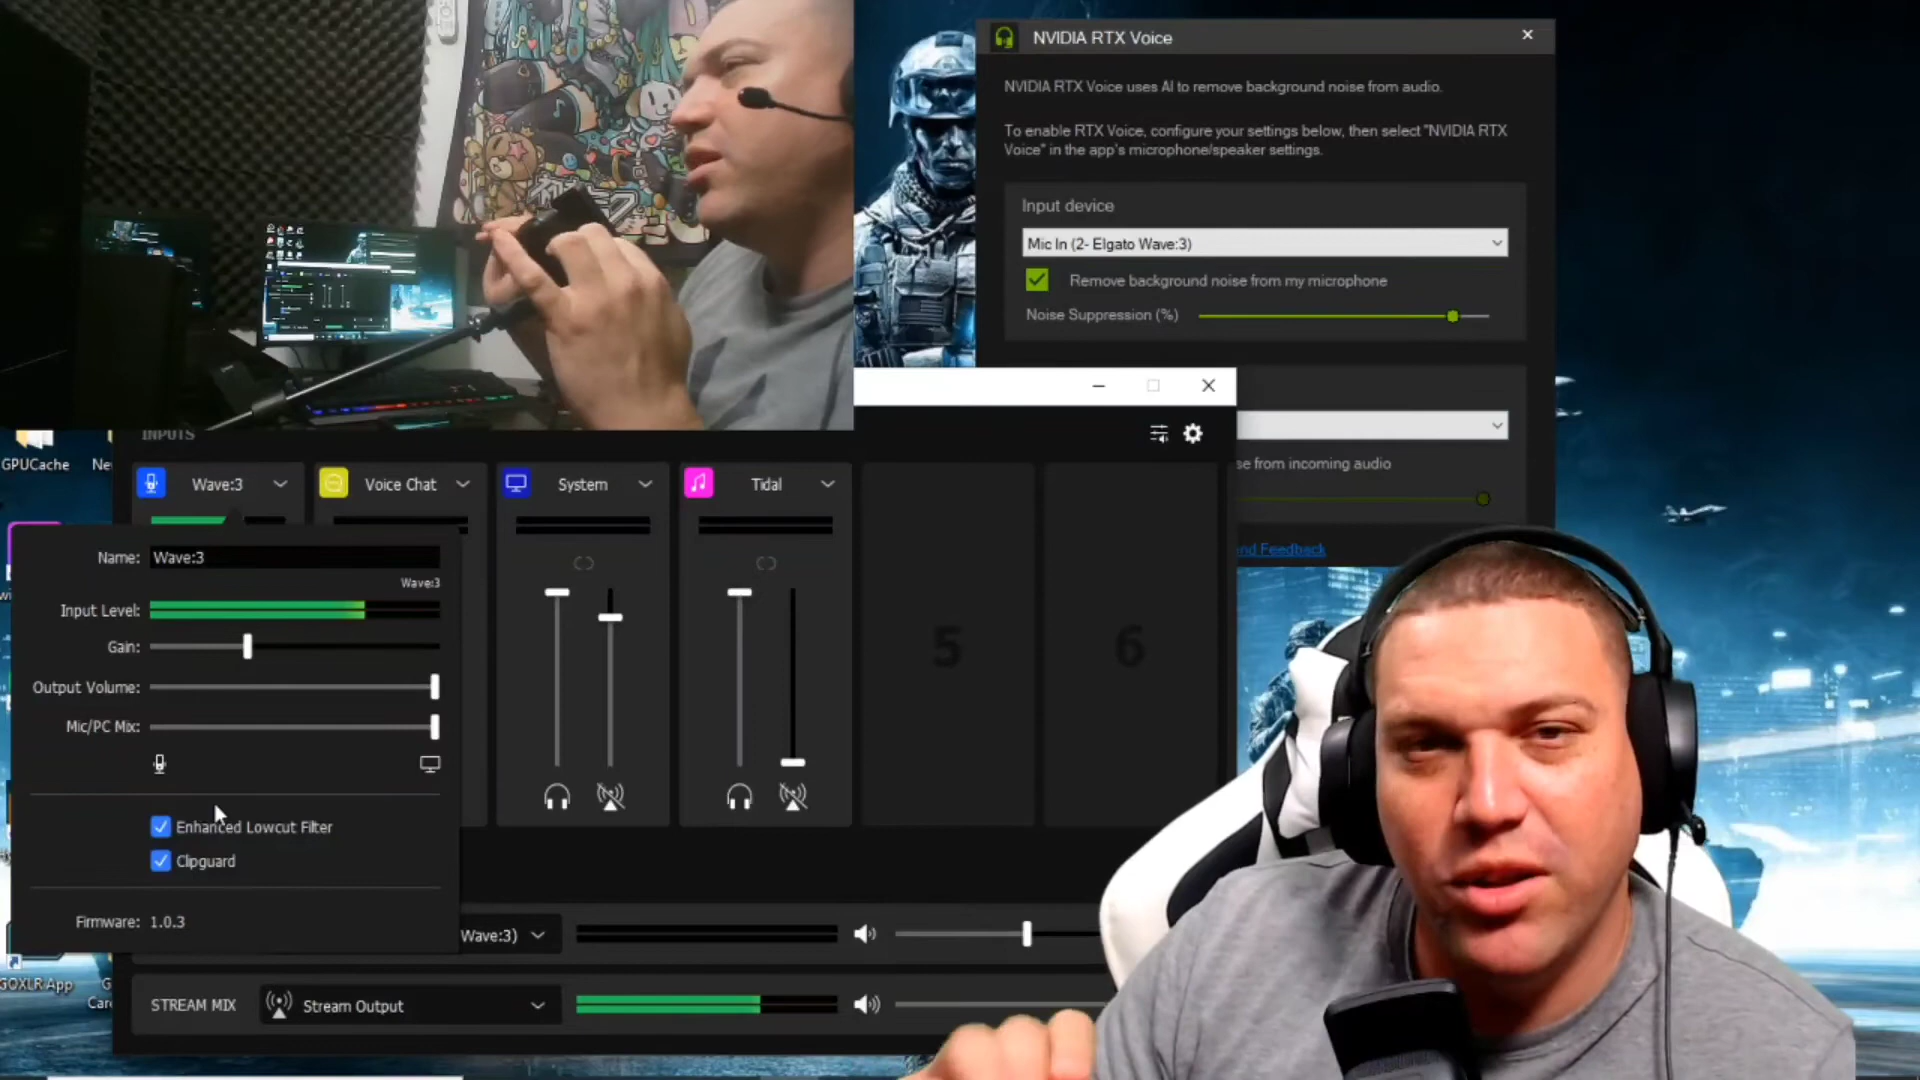 NVIDIA RTX Voice
NVIDIA RTX Voice uses AI to remove background noise from audio.
To enable RTX Voice, configure your settings below, then select "NVIDIA RTX
Voice" in the app's microphone/speaker settings.
Input device
Mic In (2- Elgato Wave:3)
Remove background noise from my microphone
Noise Suppression (%)
se from incoming audio
nd Feedback
GPUCache
Ne
INPUTS
Wave:3
Voice Chat
System
Tidal
5
6
Name: Wave:3
Wave:3
Input Level:
Gain:
Output Volume:
Mic/PC Mix:
Enhanced Lowcut Filter
Clipguard
Firmware: 1.0.3
Wave:3)
STREAM MIX
Stream Output
GOXLR App
G
Care